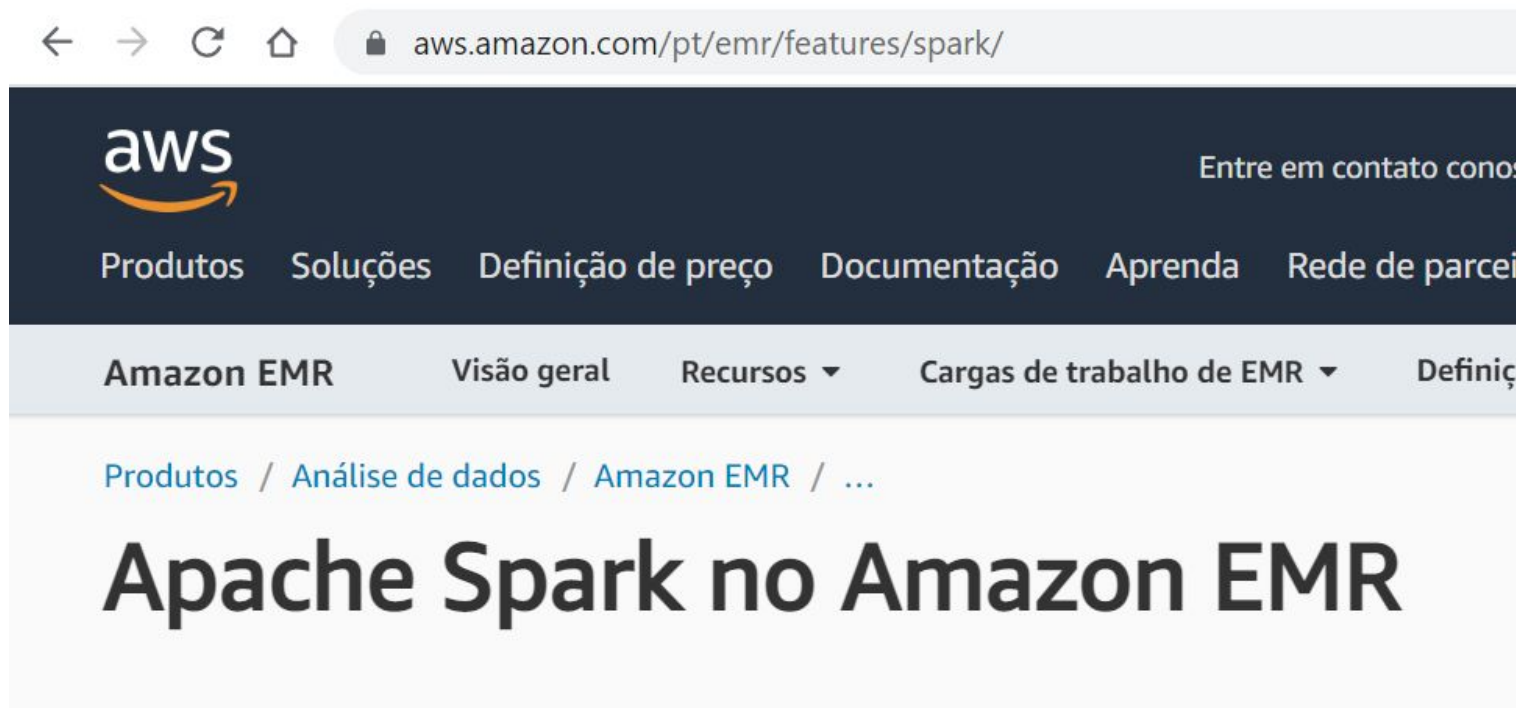 aws.amazon.com/pt/emr/features/spark/
aws
Entre em contato conos
Produtos Soluções Definição de preço Documentação Aprenda Rede de parcei
Amazon EMR Visão geral Recursos Cargas de trabalho de EMR Definiç
Produtos / Análise de dados / Amazon EMR / ...
Apache Spark no Amazon EMR